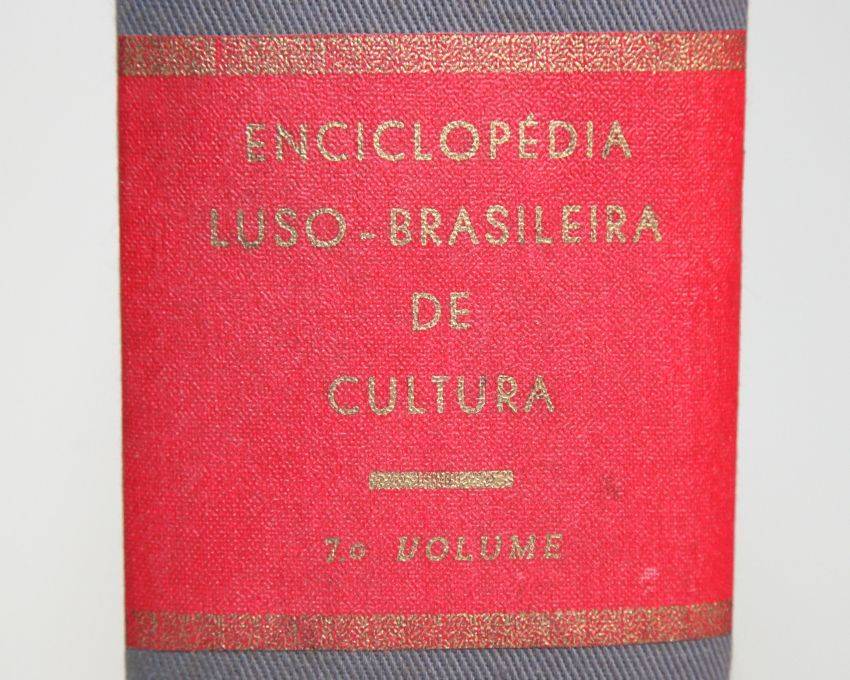 ENCICLOPÉDIA
LUSO-BRASILEIRA
DE
CULTURA
7.o VOLUME